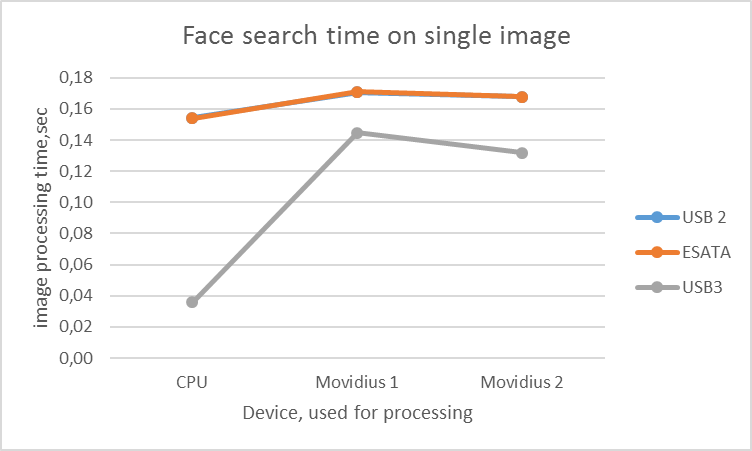 Face search time on single image
image processing time,sec
0,18
0,16
0,14
0,12
0,10
0,08
0,06
0,04
0,02
0,00
CPU
Movidius 1
Movidius 2
Device, used for processing
USB 2
ESATA
USB3